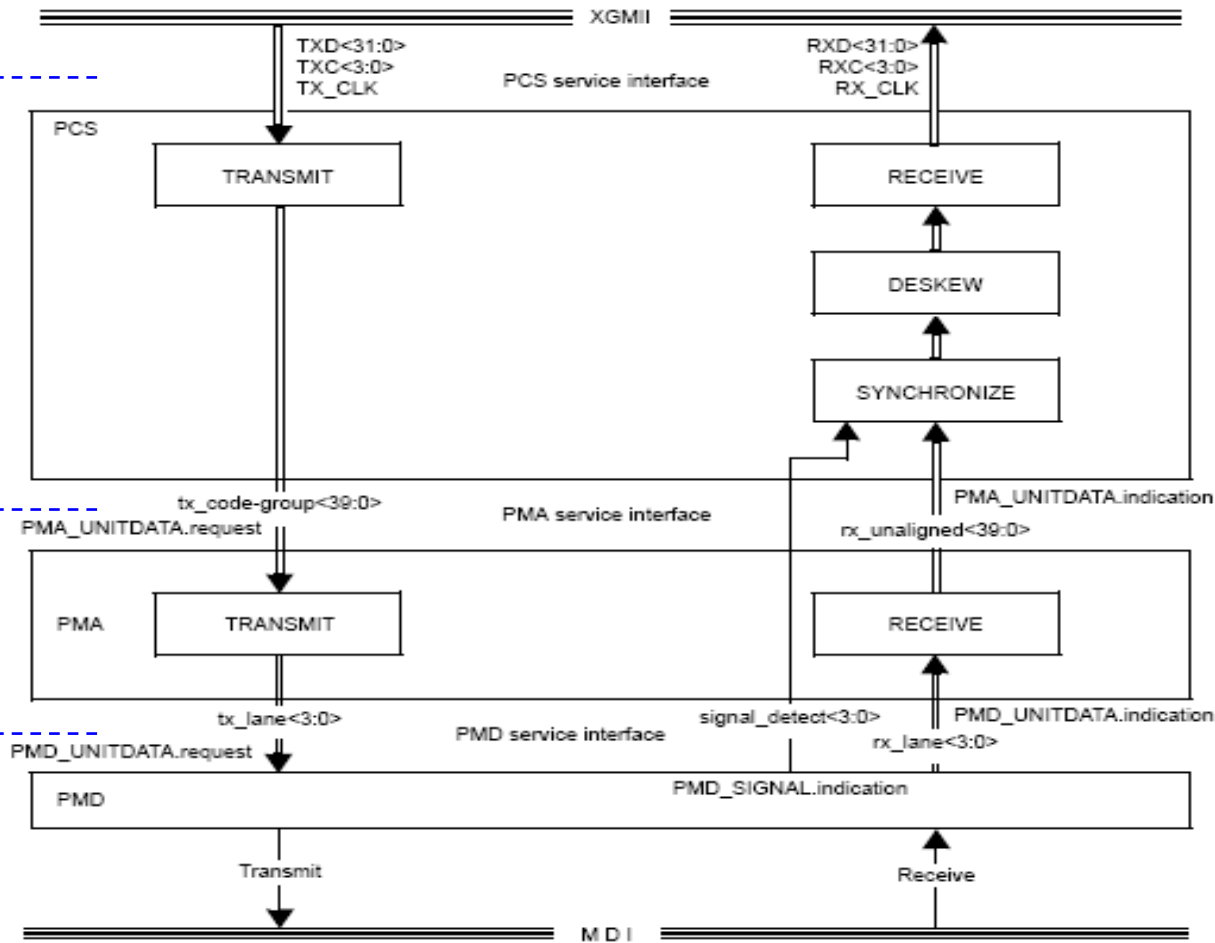 XGMII
TXD<31:0>
TXC<3:0>
TX_CLK
PCS service interface
RXD<31:0>
RXC<3:0>
RX_CLK
PCS
TRANSMIT
RECEIVE
DESKEW
SYNCHRONIZE
tx_code-group<39:0>
PMA_UNITDATA.request
PMA service interface
PMA_UNITDATA.indication
rx_unaligned<39:0>
PMA
TRANSMIT
RECEIVE
tx_lane<3:0>
PMD_UNITDATA.request
PMD service interface
signal_detect<3:0>
PMD_UNITDATA.indication
rx_lane<3:0>
PMD
PMD_SIGNAL.indication
Transmit
Receive
M D I